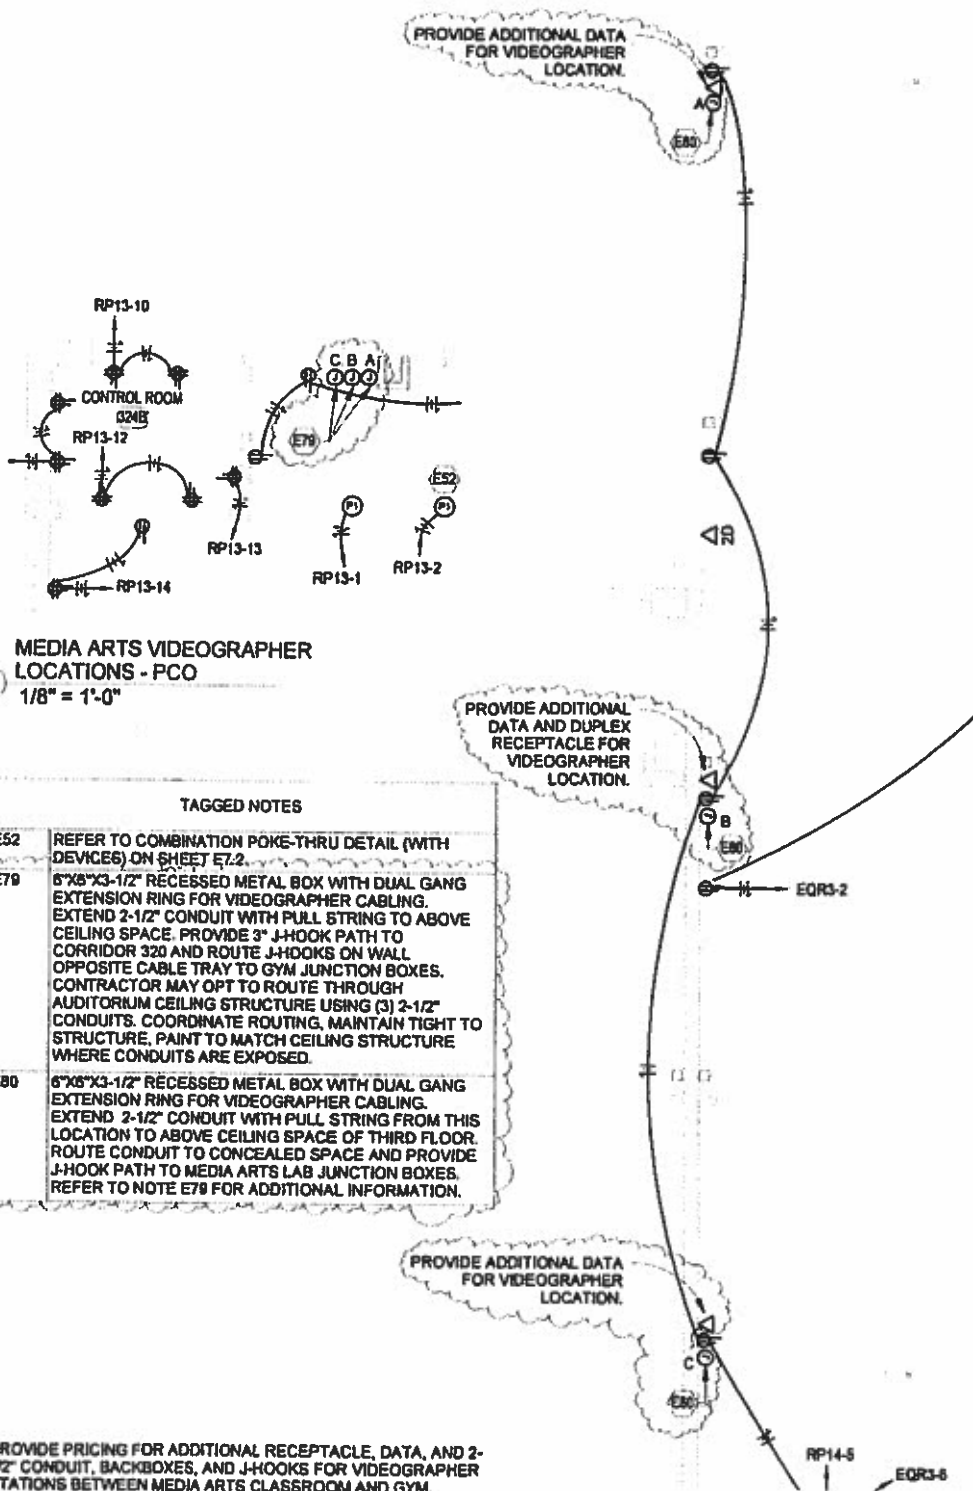 PROVIDE ADDITIONAL DATA
FOR VIDEOGRAPHER
LOCATION.
A
E80
RP13-10
CONTROL ROOM
324B
RP13-12
C B A
J J J
E79
E52
P1
P1
RP13-13
RP13-1
RP13-2
RP13-14
2D
MEDIA ARTS VIDEOGRAPHER
LOCATIONS - PCO
1/8" = 1'-0"
PROVIDE ADDITIONAL
DATA AND DUPLEX
RECEPTACLE FOR
VIDEOGRAPHER
LOCATION.
B
E80
EQR3-2
TAGGED NOTES
E52 REFER TO COMBINATION POKE-THRU DETAIL (WITH
DEVICES) ON SHEET E7.2.
E79 6"X6"X3-1/2" RECESSED METAL BOX WITH DUAL GANG
EXTENSION RING FOR VIDEOGRAPHER CABLING.
EXTEND 2-1/2" CONDUIT WITH PULL STRING TO ABOVE
CEILING SPACE. PROVIDE 3" J-HOOK PATH TO
CORRIDOR 320 AND ROUTE J-HOOKS ON WALL
OPPOSITE CABLE TRAY TO GYM JUNCTION BOXES.
CONTRACTOR MAY OPT TO ROUTE THROUGH
AUDITORIUM CEILING STRUCTURE USING (3) 2-1/2"
CONDUITS. COORDINATE ROUTING, MAINTAIN TIGHT TO
STRUCTURE, PAINT TO MATCH CEILING STRUCTURE
WHERE CONDUITS ARE EXPOSED.
80 6"X6"X3-1/2" RECESSED METAL BOX WITH DUAL GANG
EXTENSION RING FOR VIDEOGRAPHER CABLING.
EXTEND 2-1/2" CONDUIT WITH PULL STRING FROM THIS
LOCATION TO ABOVE CEILING SPACE OF THIRD FLOOR.
ROUTE CONDUIT TO CONCEALED SPACE AND PROVIDE
J-HOOK PATH TO MEDIA ARTS LAB JUNCTION BOXES.
REFER TO NOTE E79 FOR ADDITIONAL INFORMATION.
PROVIDE ADDITIONAL DATA
FOR VIDEOGRAPHER
LOCATION.
C
E80
RP14-5
EQR3-6
ROVIDE PRICING FOR ADDITIONAL RECEPTACLE, DATA, AND 2-
/2" CONDUIT, BACKBOXES, AND J-HOOKS FOR VIDEOGRAPHER
TATIONS BETWEEN MEDIA ARTS CLASSROOM AND GYM.